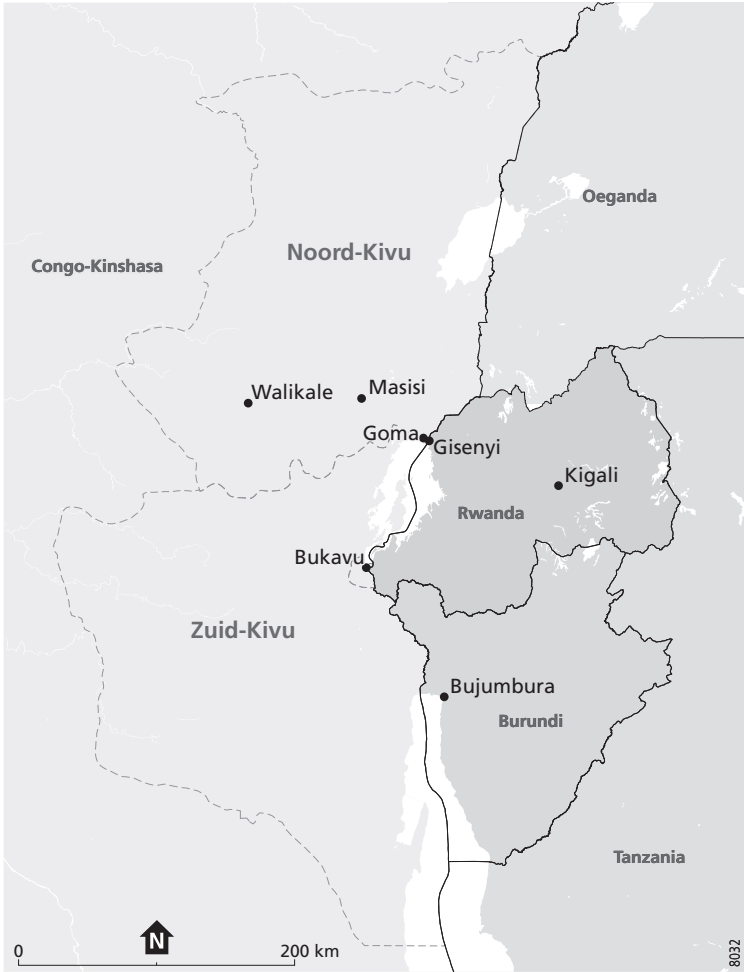 Oeganda
Noord-Kivu
Congo-Kinshasa
Walikale
Masisi
Goma
Gisenyi
Kigali
Rwanda
Bukavu
Zuid-Kivu
Bujumbura
Burundi
Tanzania
N
0
200 km
8032